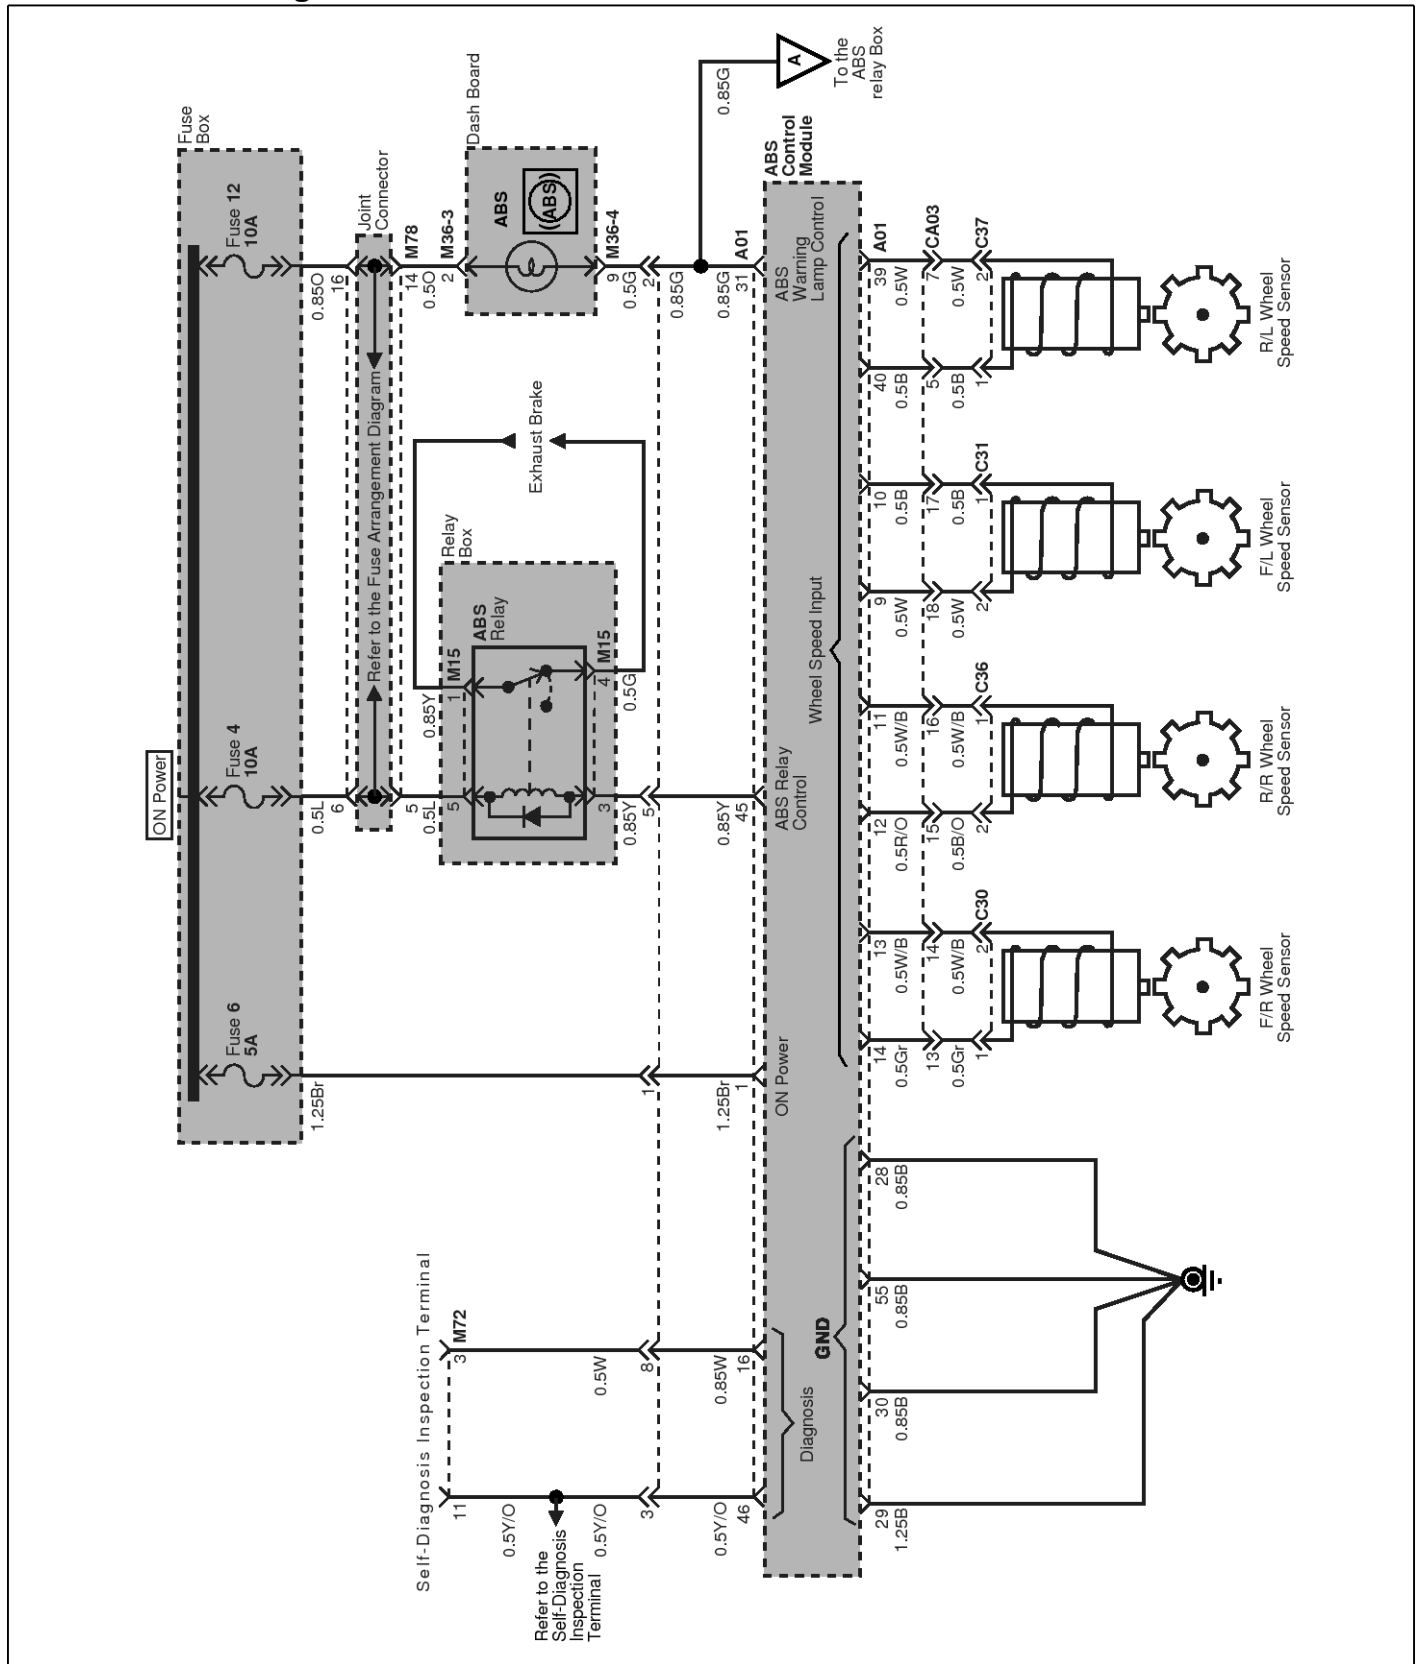 ON Power
Fuse
Box
Fuse 6
5A
Fuse 4
10A
Fuse 12
10A
1.25Br
0.5L
0.85O
6
16
Joint
Connector
Refer to the Fuse Arrangement Diagram
5
14
M78
0.5L
0.5O
Self-Diagnosis Inspection Terminal
0.85Y
2
M36-3
Relay
Box
Dash Board
11
3
M72
5
1
M15
ABS
Relay
ABS
(ABS)
0.5Y/O
Exhaust Brake
Refer to the
Self-Diagnosis
Inspection
Terminal
0.5Y/O
0.5W
3
4
M15
9
M36-4
0.85Y
0.5G
0.5G
3
8
1
5
2
0.85G
0.5Y/O
0.85W
1.25Br
0.85Y
0.85G
0.85G
46
16
1
45
31
A01
A
To the
ABS
relay Box
ABS
Control
Module
Diagnosis
ON Power
ABS Relay
Control
ABS
Warning
Lamp Control
GND
Wheel Speed Input
29
30
55
28
14
13
12
11
9
10
40
39
A01
1.25B
0.85B
0.85B
0.85B
0.5Gr
0.5W/B
0.5R/O
0.5W/B
0.5W
0.5B
0.5B
0.5W
13
14
15
16
18
17
5
7
CA03
0.5Gr
0.5W/B
0.5B/O
0.5W/B
0.5W
0.5B
0.5B
0.5W
1
2
C30
2
1
C36
2
1
C31
1
2
C37
F/R Wheel
Speed Sensor
R/R Wheel
Speed Sensor
F/L Wheel
Speed Sensor
R/L Wheel
Speed Sensor